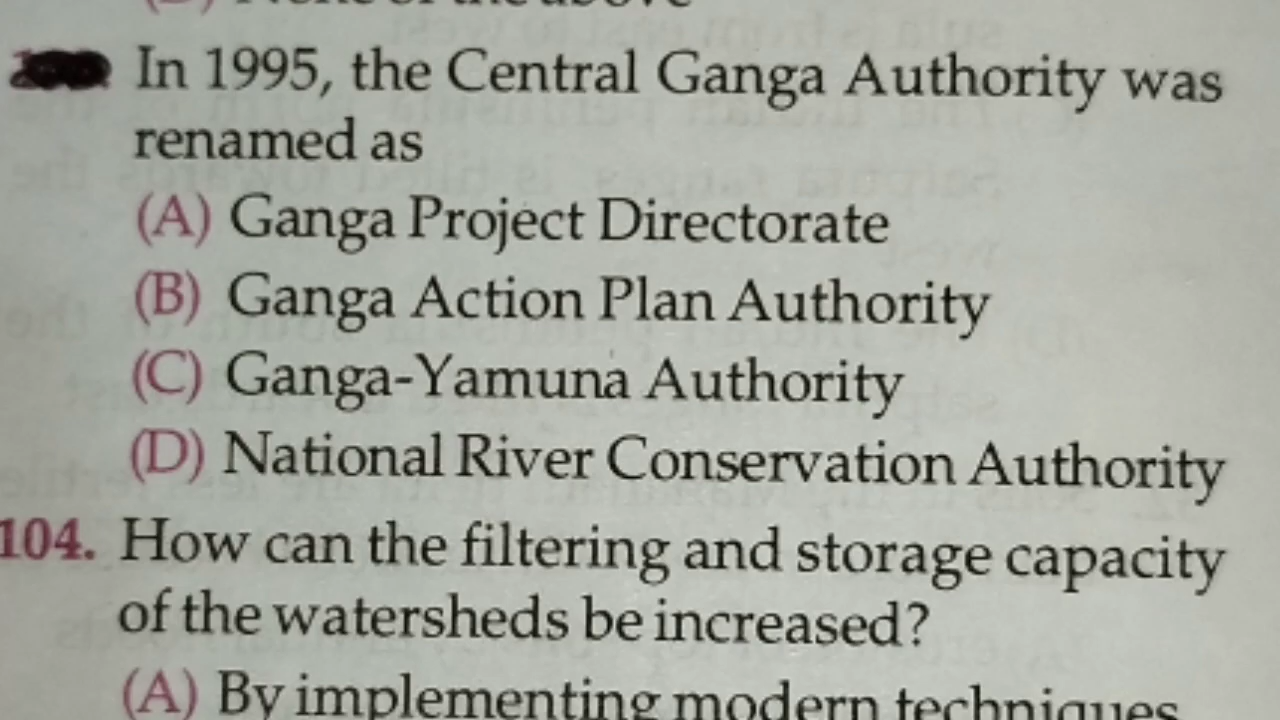 In 1995, the Central Ganga Authority was
renamed as
(A) Ganga Project Directorate
(B) Ganga Action Plan Authority
(C) Ganga-Yamuna Authority
(D) National River Conservation Authority
104. How can the filtering and storage capacity
of the watersheds be increased?
(A) By implementing modern techniques